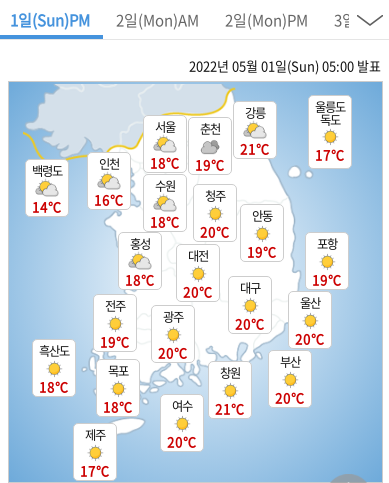 1일(Sun)PM 2일(Mon)AM 2일(Mon)PM 3일
2022년 05월 01일(Sun) 05:00 발표
서울
18℃
춘천
19℃
강릉
21℃
울릉도
독도
17℃
백령도
14℃
인천
16℃
수원
18℃
청주
20℃
안동
19℃
홍성
18℃
대전
20℃
포항
19℃
전주
19℃
광주
20℃
대구
20℃
울산
20℃
흑산도
18℃
목포
18℃
창원
21℃
부산
20℃
여수
20℃
제주
17℃